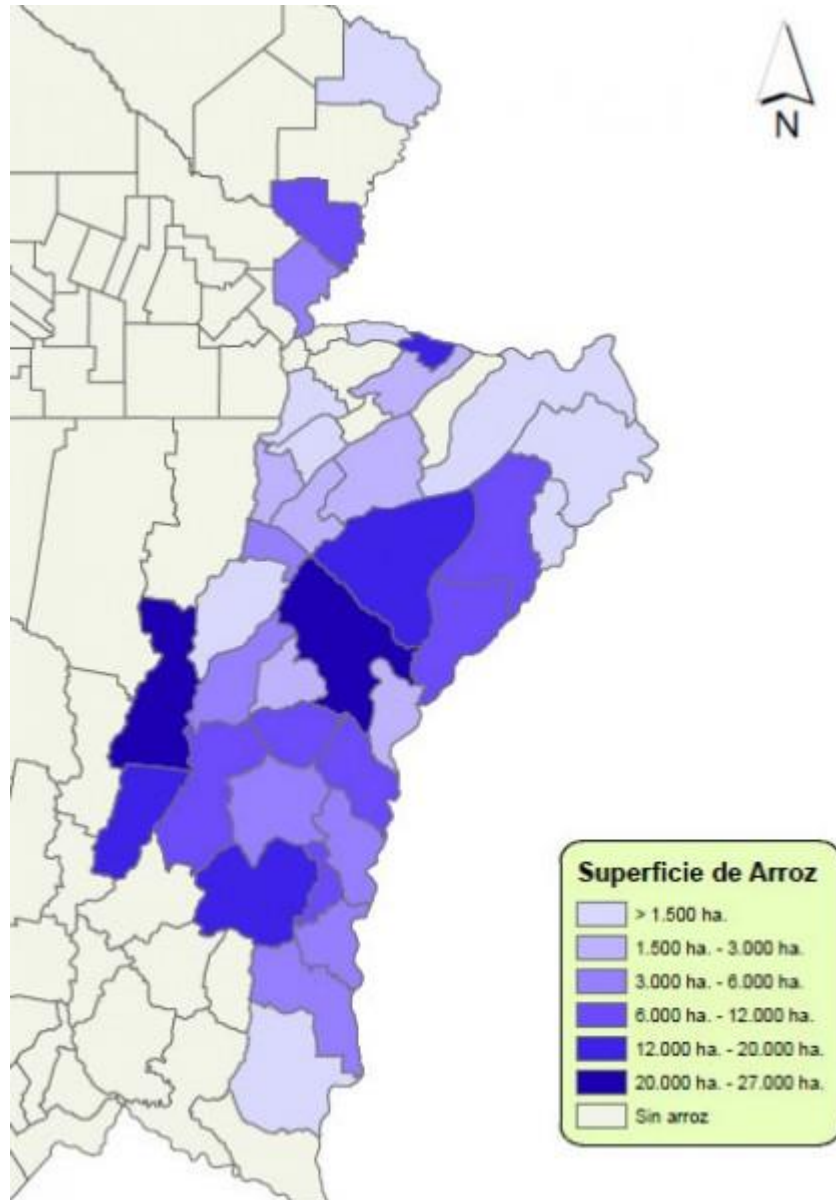 N
Superficie de Arroz
> 1.500 ha.
1.500 ha. - 3.000 ha.
3.000 ha. - 6.000 ha.
6.000 ha. - 12.000 ha.
12.000 ha. - 20.000 ha.
20.000 ha. - 27.000 ha.
Sin arroz